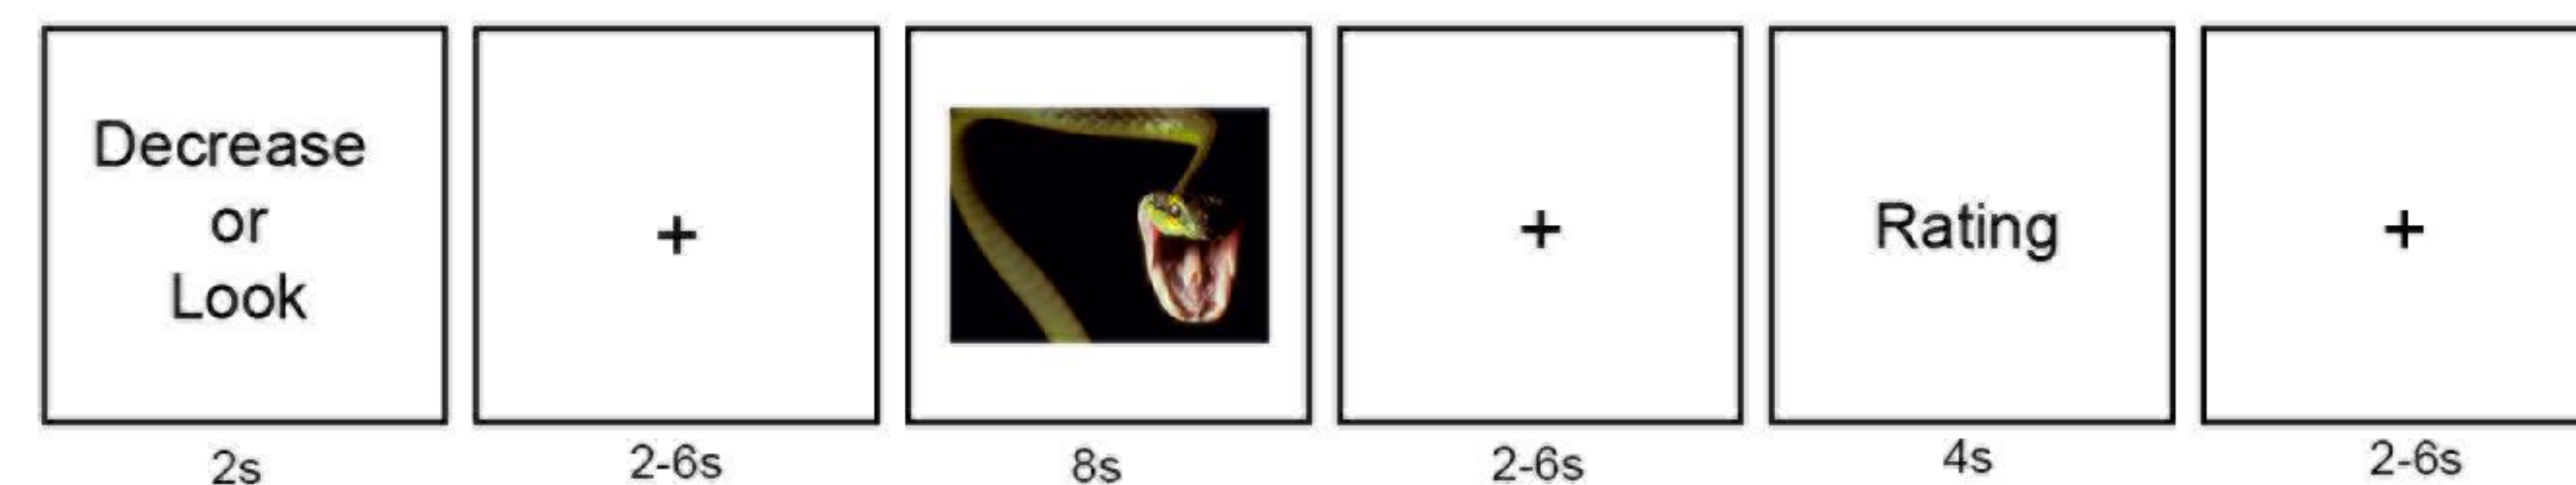 Decrease
or
Look
+
+
Rating
+
2s
2-6s
8s
2-6s
4s
2-6s